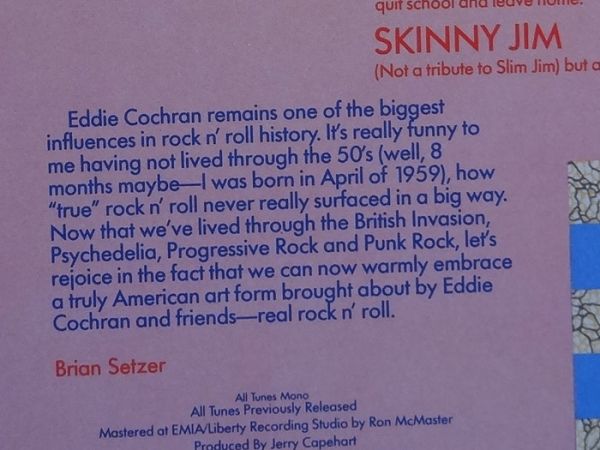 quit school and leave home.
SKINNY JIM
(Not a tribute to Slim Jim) but a
Eddie Cochran remains one of the biggest
influences in rock n' roll history. It's really funny to
me having not lived through the 50's (well, 8
months maybe—I was born in April of 1959), how
"true" rock n' roll never really surfaced in a big way.
Now that we've lived through the British Invasion,
Psychedelia, Progressive Rock and Punk Rock, let's
rejoice in the fact that we can now warmly embrace
a truly American art form brought about by Eddie
Cochran and friends—real rock n' roll.
Brian Setzer
All Tunes Mono
All Tunes Previously Released
Mastered at EMIA/Liberty Recording Studio by Ron McMaster
Produced By Jerry Capehart